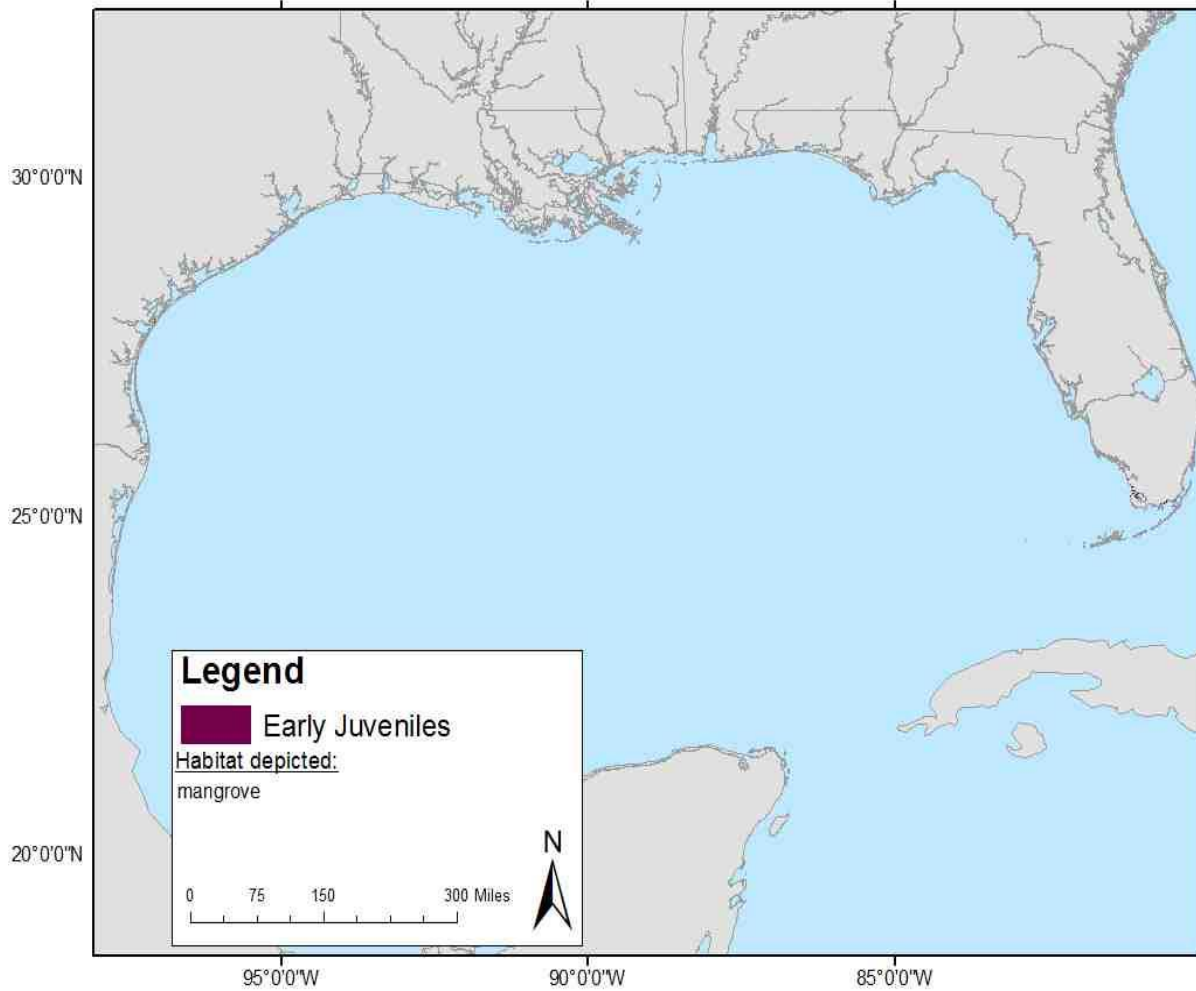 30°0'0"N
25°0'0"N
20°0'0"N
Legend
Early Juveniles
Habitat depicted:
mangrove
N
0 75 150 300 Miles
95°0'0"W 90°0'0"W 85°0'0"W